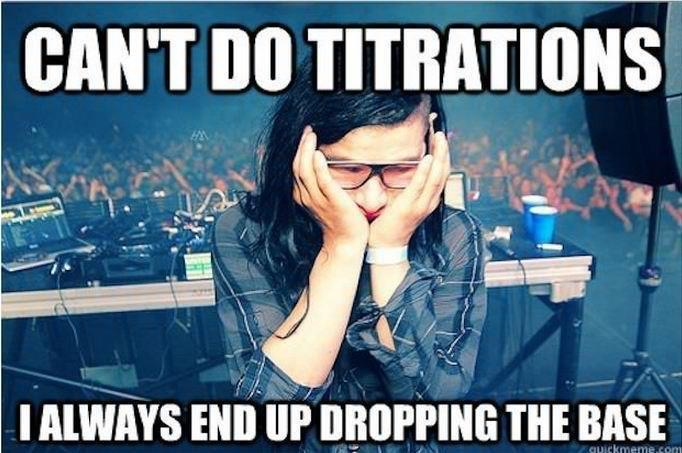 CAN'T DO TITRATIONS
I ALWAYS END UP DROPPING THE BASE
quickmeme.com